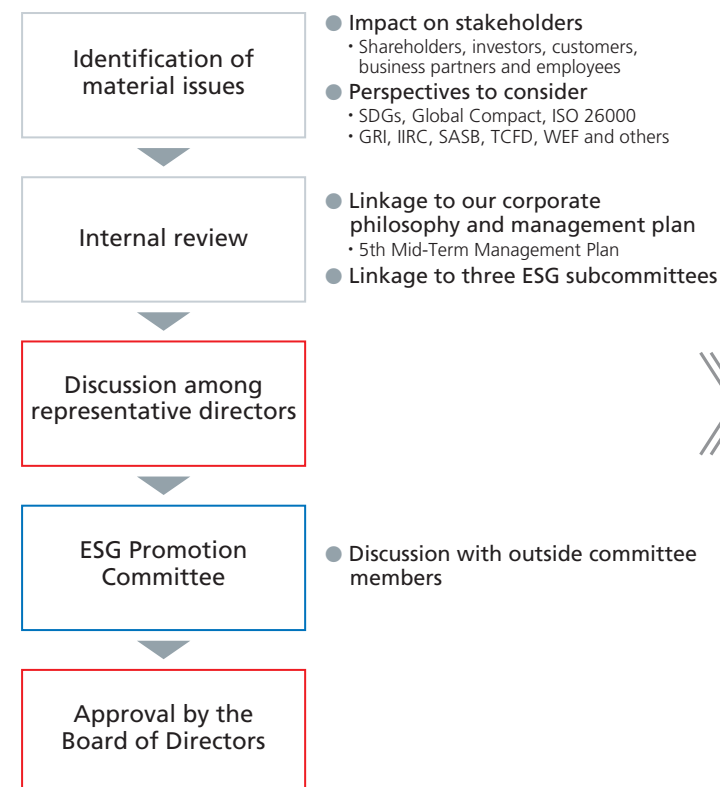 Identification of
material issues
● Impact on stakeholders
・Shareholders, investors, customers,
business partners and employees
● Perspectives to consider
・SDGs, Global Compact, ISO 26000
・GRI, IIRC, SASB, TCFD, WEF and others
Internal review
● Linkage to our corporate
philosophy and management plan
・5th Mid-Term Management Plan
● Linkage to three ESG subcommittees
Discussion among
representative directors
ESG Promotion
Committee
● Discussion with outside committee
members
Approval by the
Board of Directors